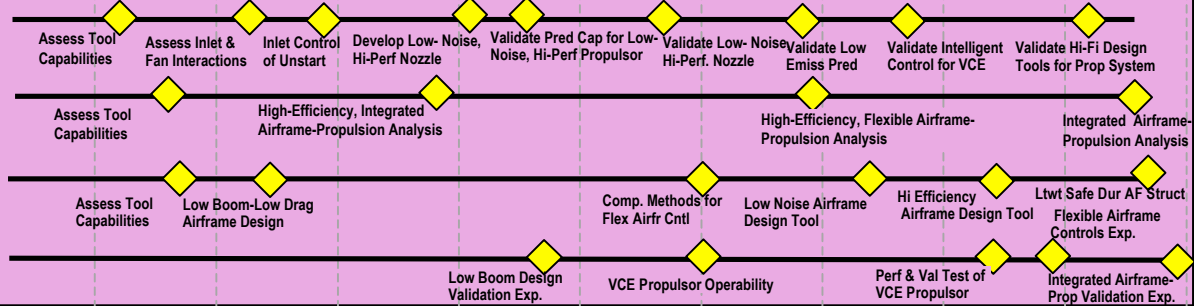 Assess Tool
Capabilities
Assess Inlet &
Fan Interactions
Inlet Control
of Unstart
Develop Low- Noise,
Hi-Perf Nozzle
Validate Pred Cap for Low-
Noise, Hi-Perf Propulsor
Validate Low- Noise,
Hi-Perf. Nozzle
Validate Low
Emiss Pred
Validate Intelligent
Control for VCE
Validate Hi-Fi Design
Tools for Prop System
Assess Tool
Capabilities
High-Efficiency, Integrated
Airframe-Propulsion Analysis
High-Efficiency, Flexible Airframe-
Propulsion Analysis
Integrated Airframe-
Propulsion Analysis
Assess Tool
Capabilities
Low Boom-Low Drag
Airframe Design
Comp. Methods for
Flex Airfr Cntl
Low Noise Airframe
Design Tool
Hi Efficiency
Airframe Design Tool
Ltwt Safe Dur AF Struct
Flexible Airframe
Controls Exp.
Low Boom Design
Validation Exp.
VCE Propulsor Operability
Perf & Val Test of
VCE Propulsor
Integrated Airframe-
Prop Validation Exp.